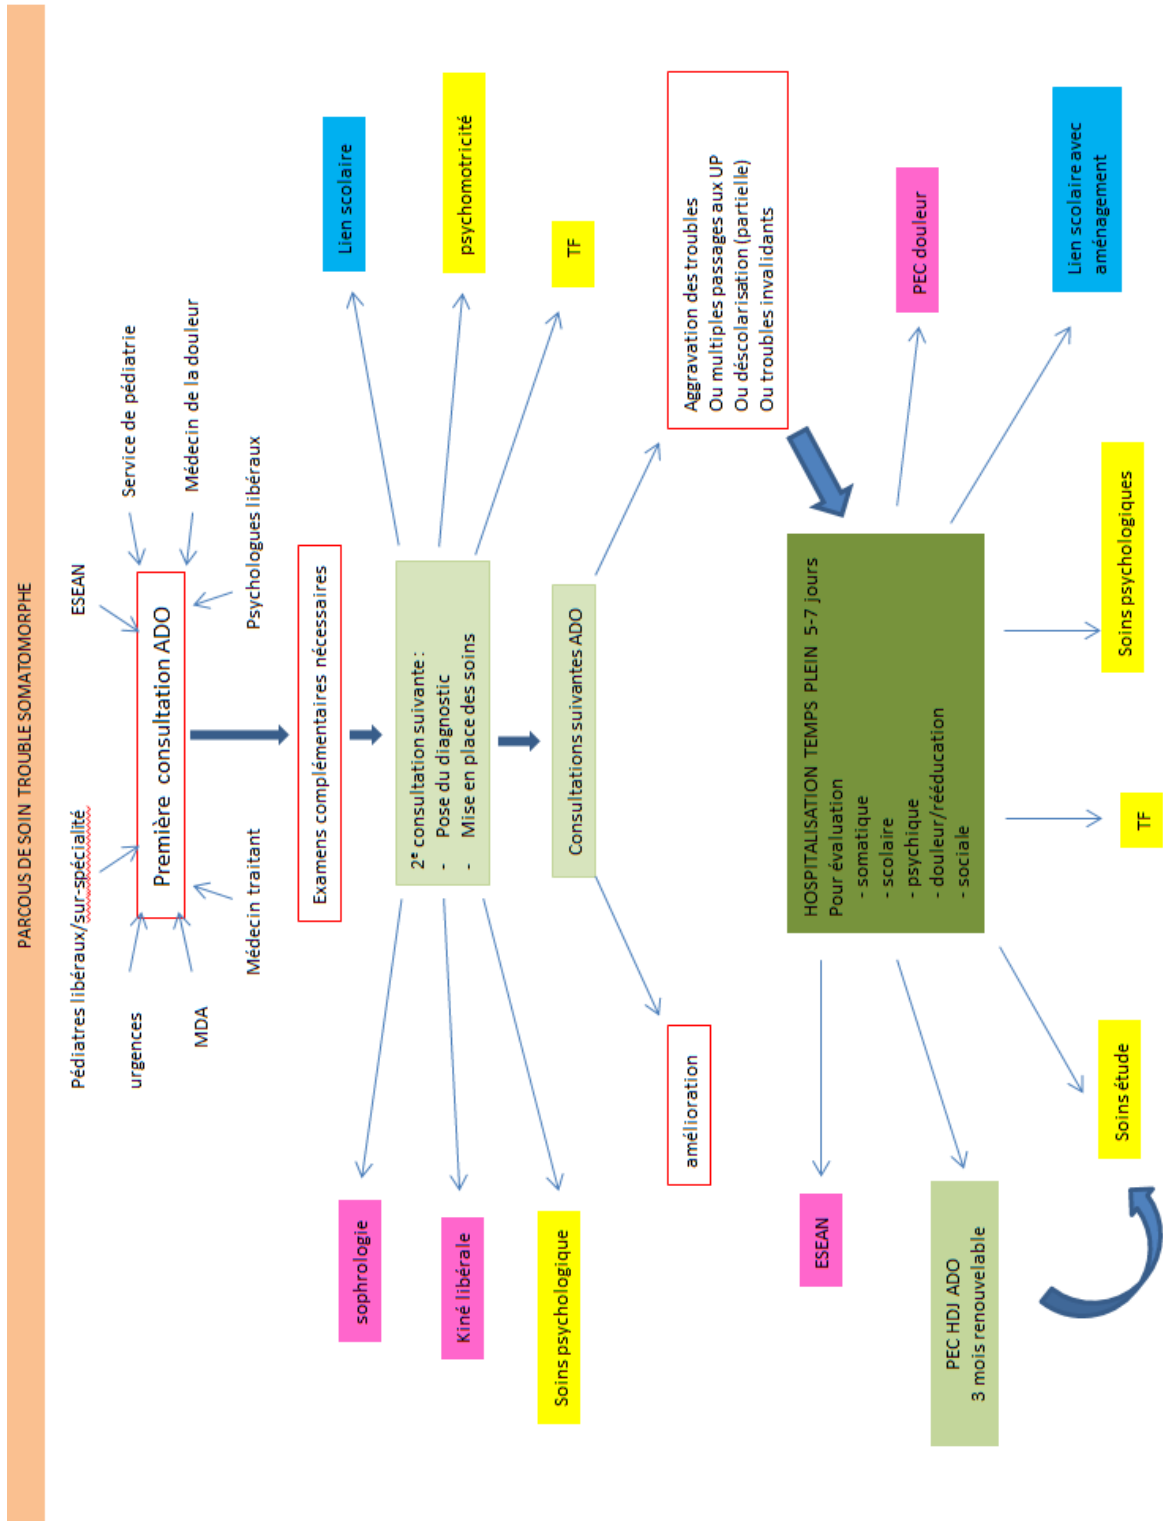 PARCOUS DE SOIN TROUBLE SOMATOMORPHE
Pédiatres libéraux/sur-spécialité
ESEAN
Service de pédiatrie
urgences
Première consultation ADO
Médecin de la douleur
MDA
Médecin traitant
Psychologues libéraux
Examens complémentaires nécessaires
Lien scolaire
sophrologie
2e consultation suivante :
- Pose du diagnostic
- Mise en place des soins
psychomotricité
Kiné libérale
TF
Soins psychologique
Consultations suivantes ADO
amélioration
Aggravation des troubles
Ou multiples passages aux UP
Ou déscolarisation (partielle)
Ou troubles invalidants
HOSPITALISATION TEMPS PLEIN 5-7 jours
Pour évaluation
- somatique
- scolaire
- psychique
- douleur/rééducation
- sociale
ESEAN
PEC douleur
PEC HDJ ADO
3 mois renouvelable
Lien scolaire avec
aménagement
Soins étude
TF
Soins psychologiques